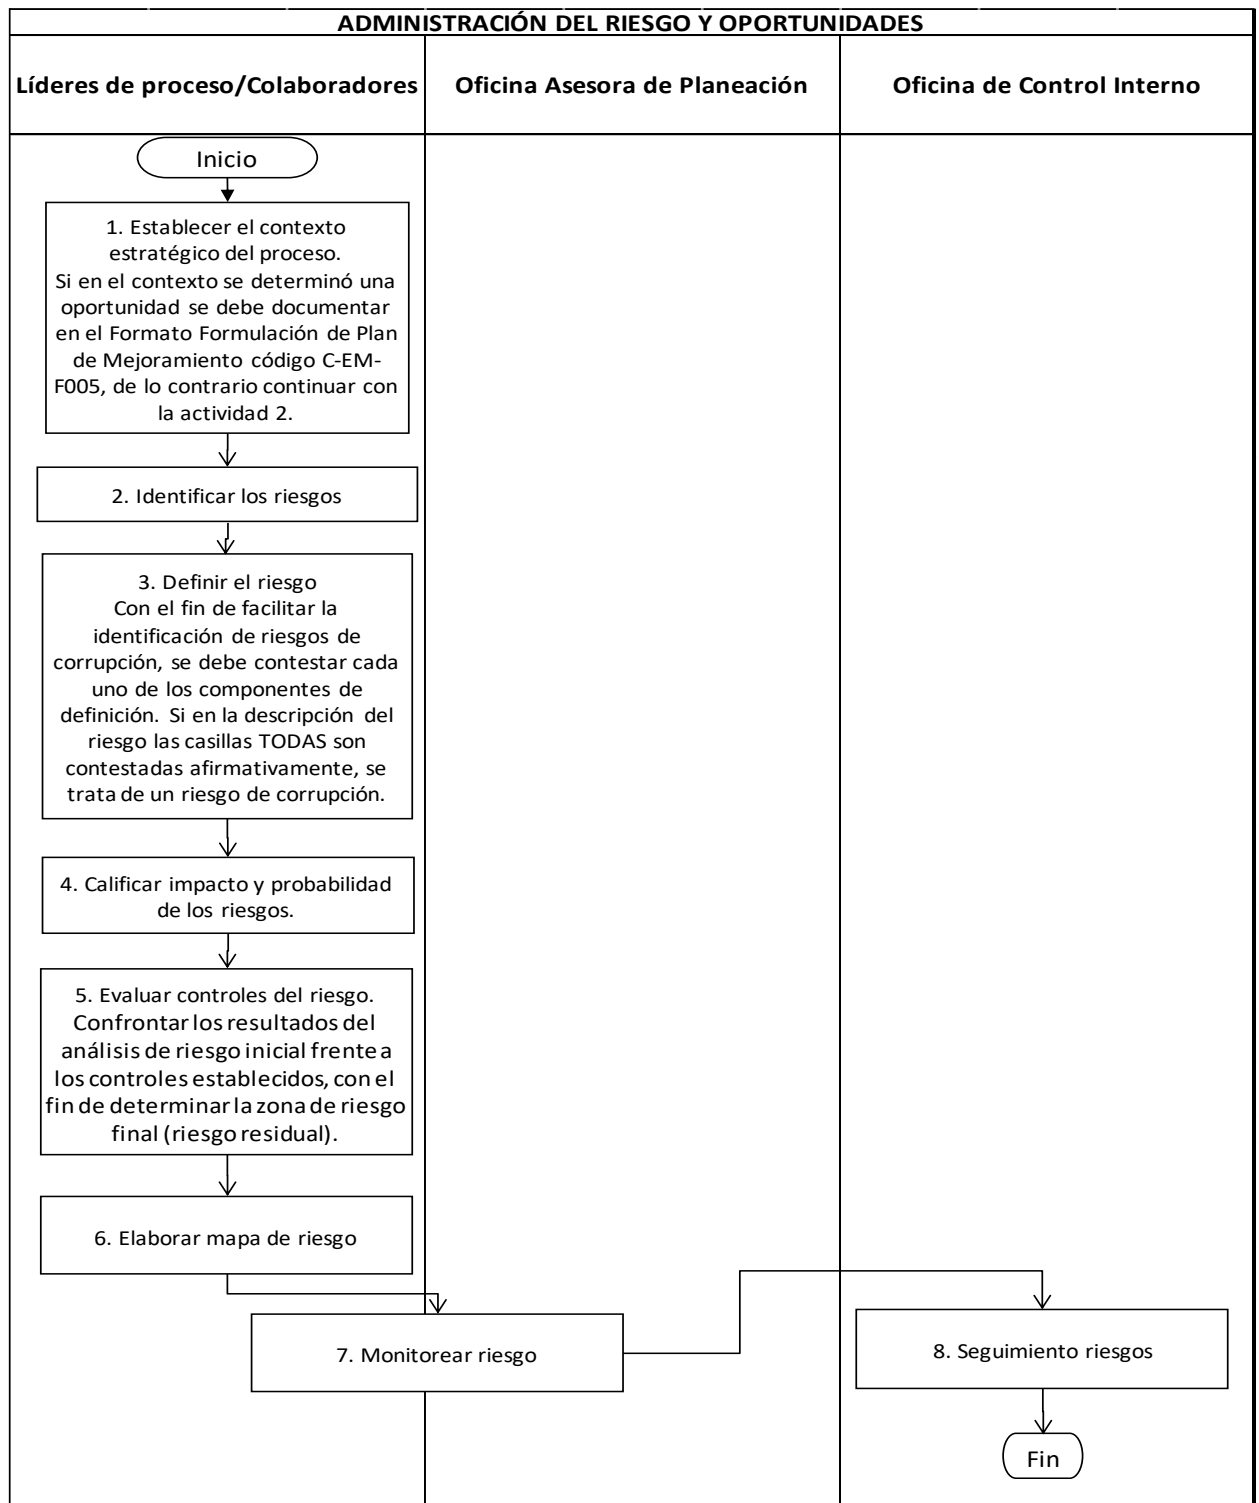 ADMINISTRACIÓN DEL RIESGO Y OPORTUNIDADES
Líderes de proceso/Colaboradores
Oficina Asesora de Planeación
Oficina de Control Interno
Inicio
1. Establecer el contexto
estratégico del proceso.
Si en el contexto se determinó una
oportunidad se debe documentar
en el Formato Formulación de Plan
de Mejoramiento código C-EM-
F005, de lo contrario continuar con
la actividad 2.
2. Identificar los riesgos
3. Definir el riesgo
Con el fin de facilitar la
identificación de riesgos de
corrupción, se debe contestar cada
uno de los componentes de
definición. Si en la descripción del
riesgo las casillas TODAS son
contestadas afirmativamente, se
trata de un riesgo de corrupción.
4. Calificar impacto y probabilidad
de los riesgos.
5. Evaluar controles del riesgo.
Confrontar los resultados del
análisis de riesgo inicial frente a
los controles establecidos, con el
fin de determinar la zona de riesgo
final (riesgo residual).
6. Elaborar mapa de riesgo
7. Monitorear riesgo
8. Seguimiento riesgos
Fin